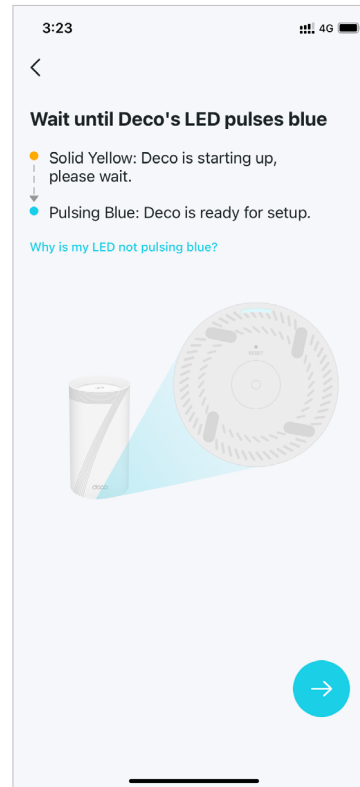 3:23
4G
Wait until Deco's LED pulses blue
Solid Yellow: Deco is starting up,
please wait.
Pulsing Blue: Deco is ready for setup.
Why is my LED not pulsing blue?
RESET
deco